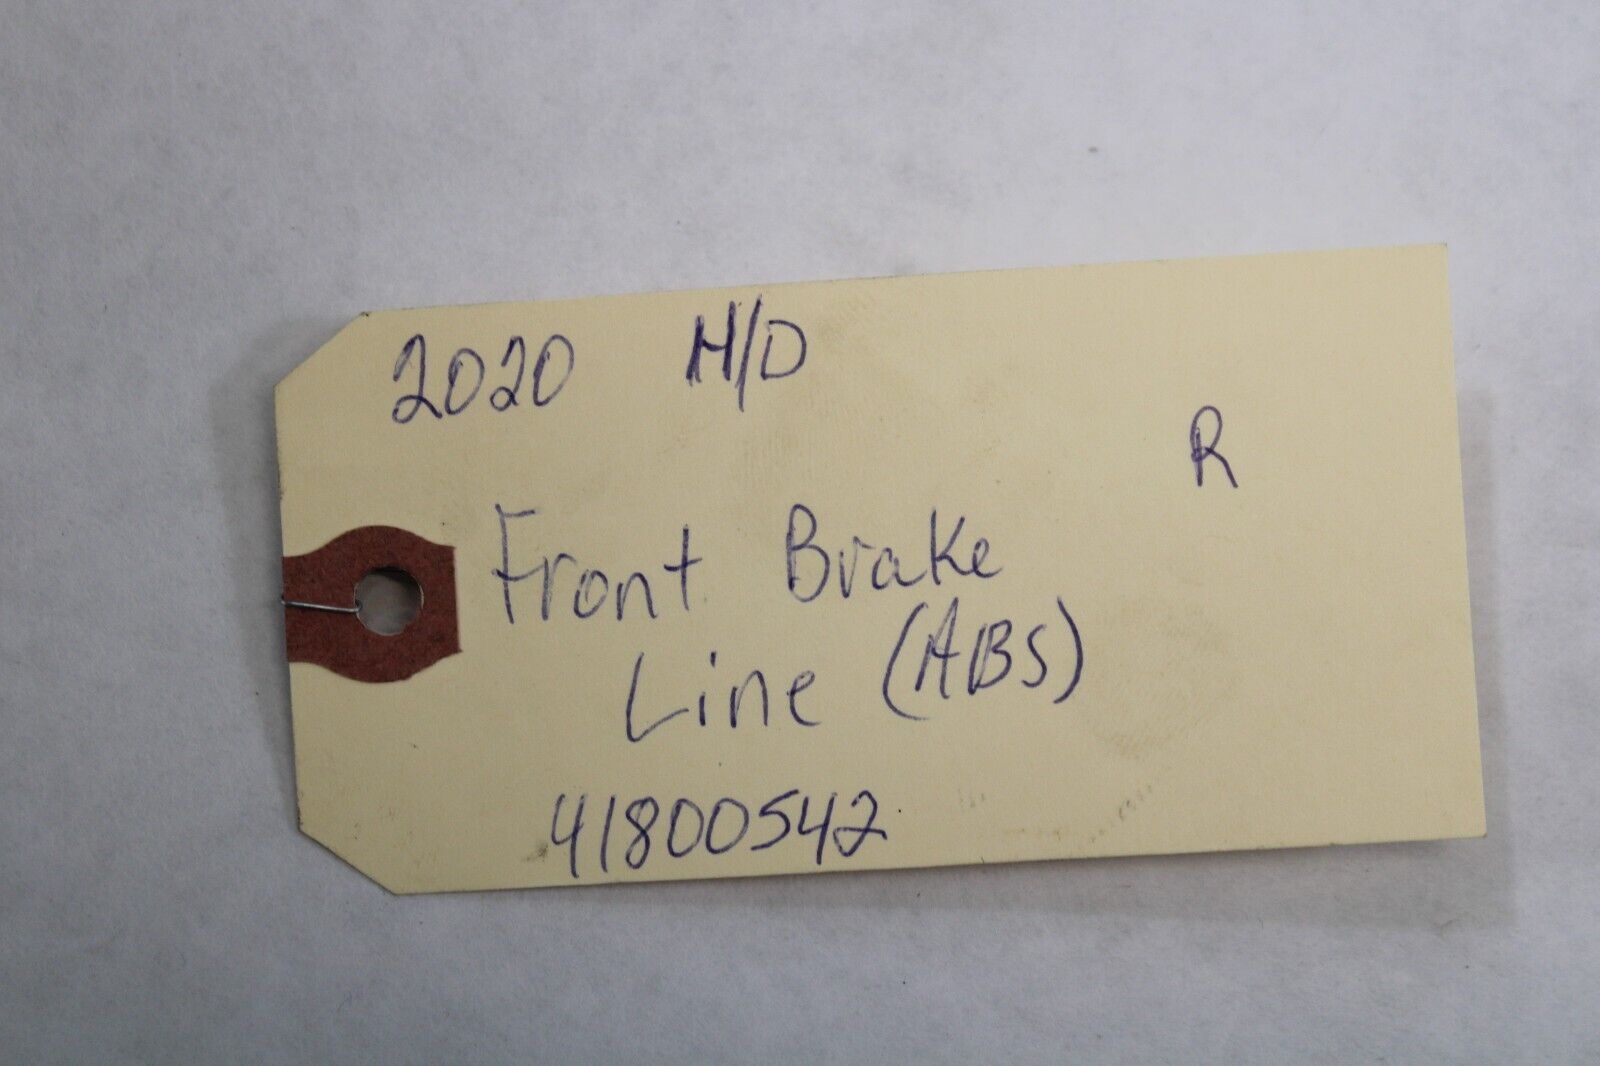 2020 H/D
R
Front Brake
Line (ABS)
41800542